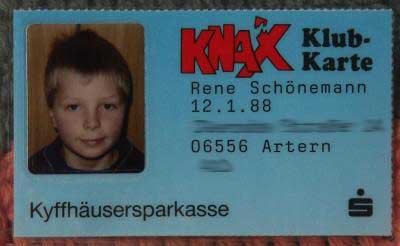 KNAX Klub-
Karte
Rene Schönemann
12.1.88
06556 Artern
Kyffhäusersparkasse